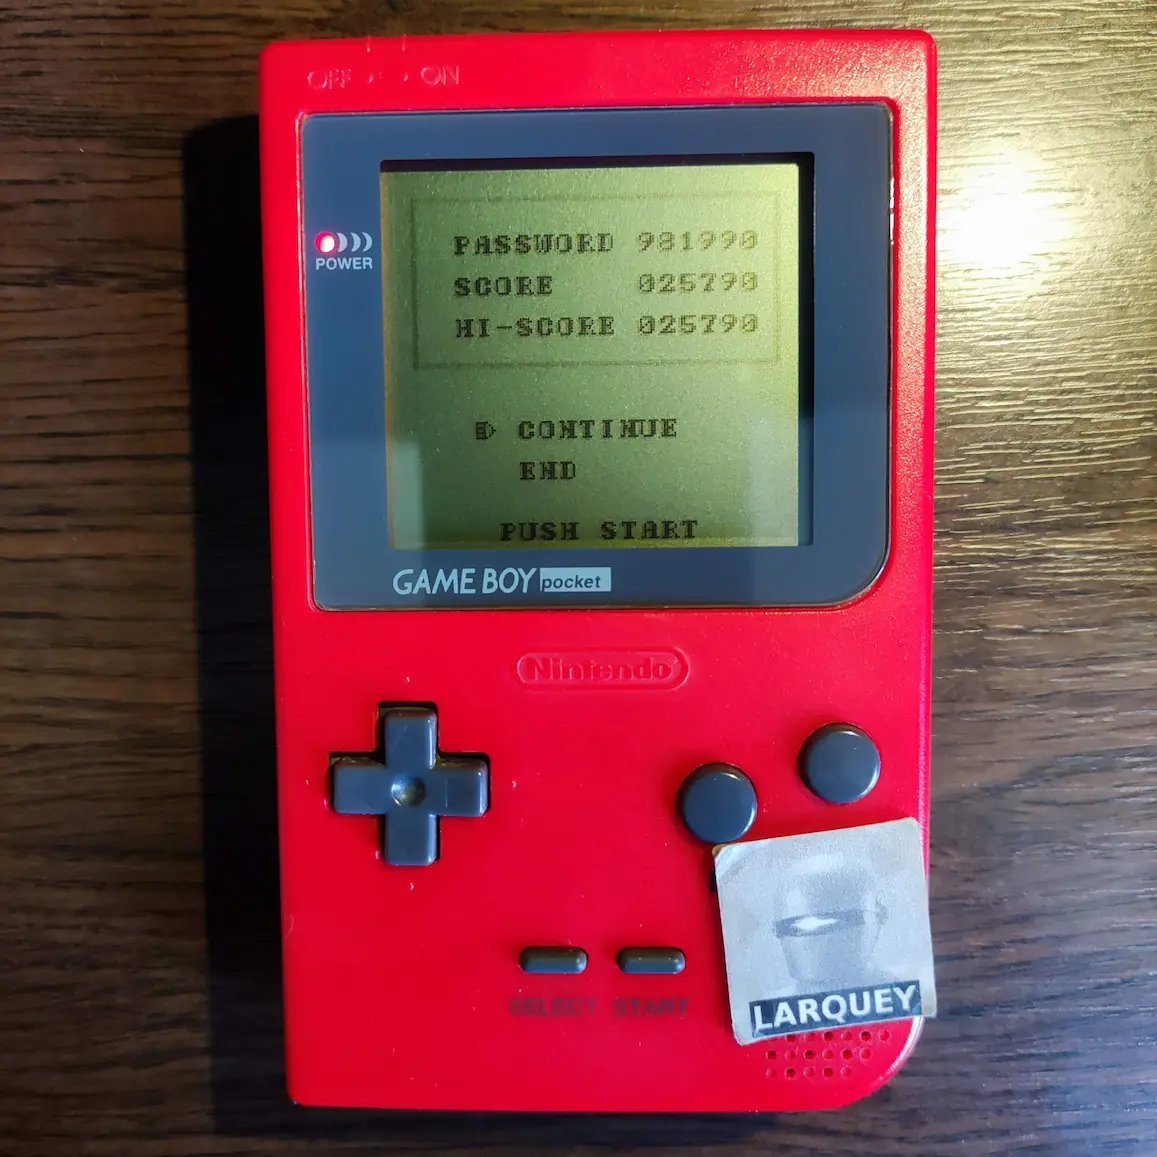 OFF ON
POWER
PASSWORD 981990
SCORE 025790
HI-SCORE 025790
CONTINUE
END
PUSH START
GAME BOY pocket
Nintendo
SELECT START
LARQUEY